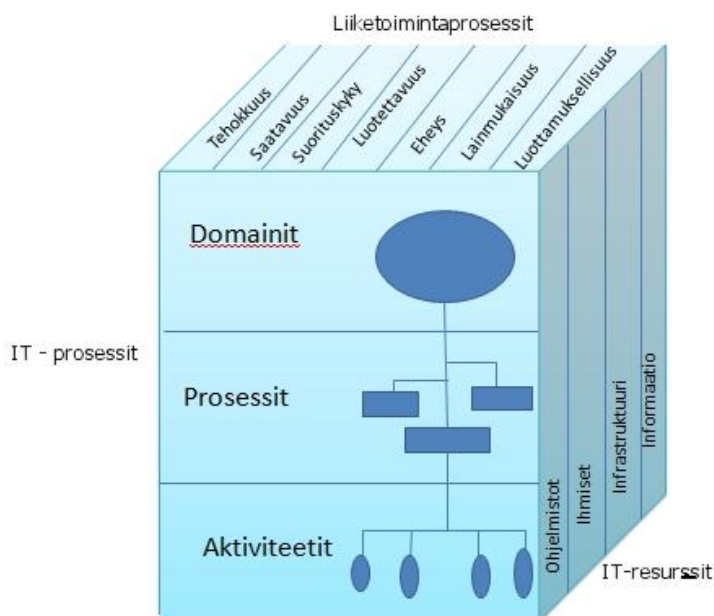 Liiketoimintaprosessit
Tehokkuus
Saatavuus
Suorituskyky
Luotettavuus
Eheys
Lainmukaisuus
Luottamuksellisuus
Domainit
IT - prosessit
Prosessit
Aktiviteetit
Ohjelmistot
Ihmiset
Infrastruktuuri
Informaatio
IT-resurssit